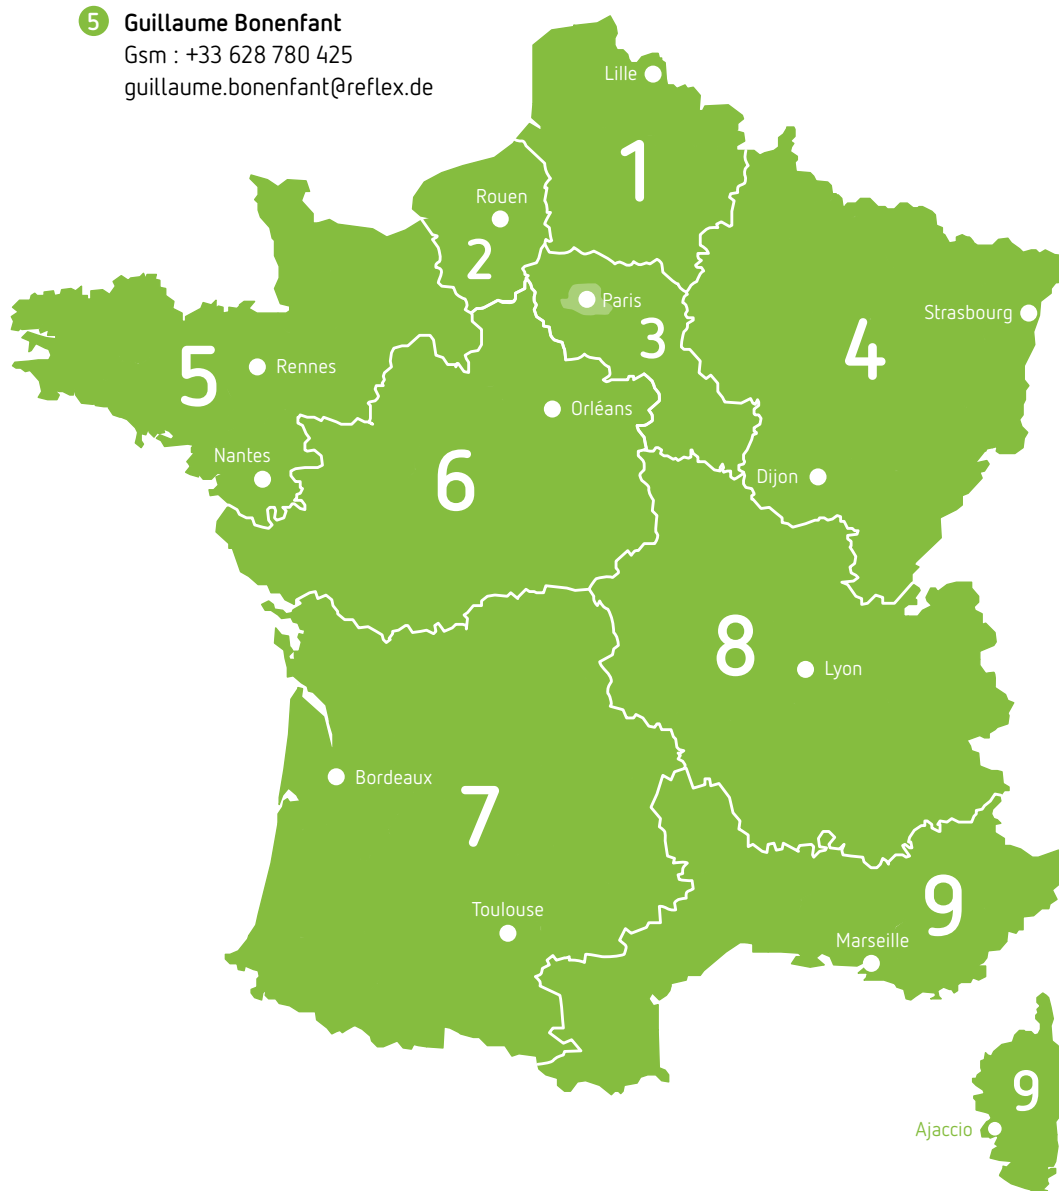 5 Guillaume Bonenfant
Gsm : +33 628 780 425
guillaume.bonenfant@reflex.de
Lille
1
Rouen
2
Paris
3
Strasbourg
4
5
Rennes
Orléans
Nantes
6
Dijon
8
Lyon
Bordeaux
7
9
Toulouse
Marseille
9
Ajaccio